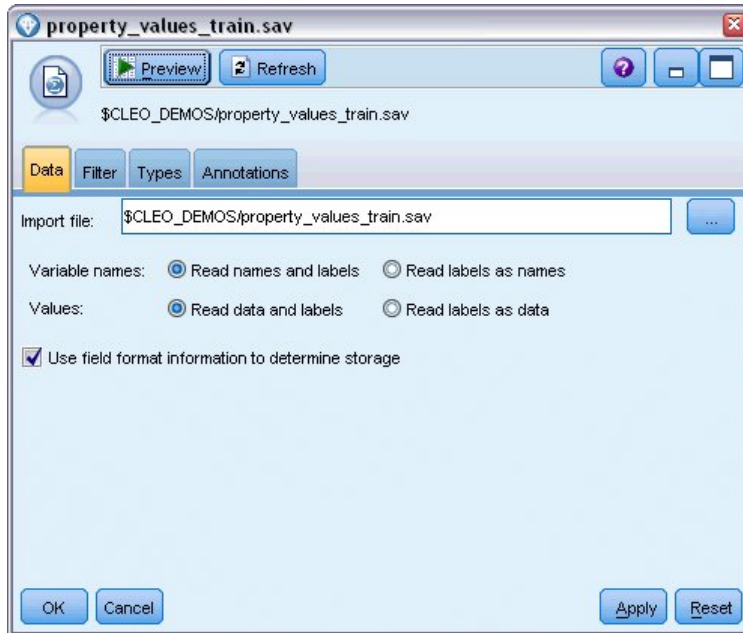 property_values_train.sav
Preview Refresh ?
$CLEO_DEMOS/property_values_train.sav
Data Filter Types Annotations
Import file: $CLEO_DEMOS/property_values_train.sav ...
Variable names: Read names and labels Read labels as names
Values: Read data and labels Read labels as data
Use field format information to determine storage
OK Cancel Apply Reset